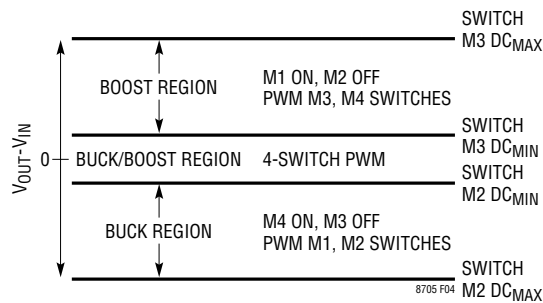 SWITCH
M3 DCMAX
BOOST REGION
M1 ON, M2 OFF
PWM M3, M4 SWITCHES
SWITCH
M3 DCMIN
VOUT-VIN
0
BUCK/BOOST REGION
4-SWITCH PWM
SWITCH
M2 DCMIN
BUCK REGION
M4 ON, M3 OFF
PWM M1, M2 SWITCHES
SWITCH
M2 DCMAX
8705 F04